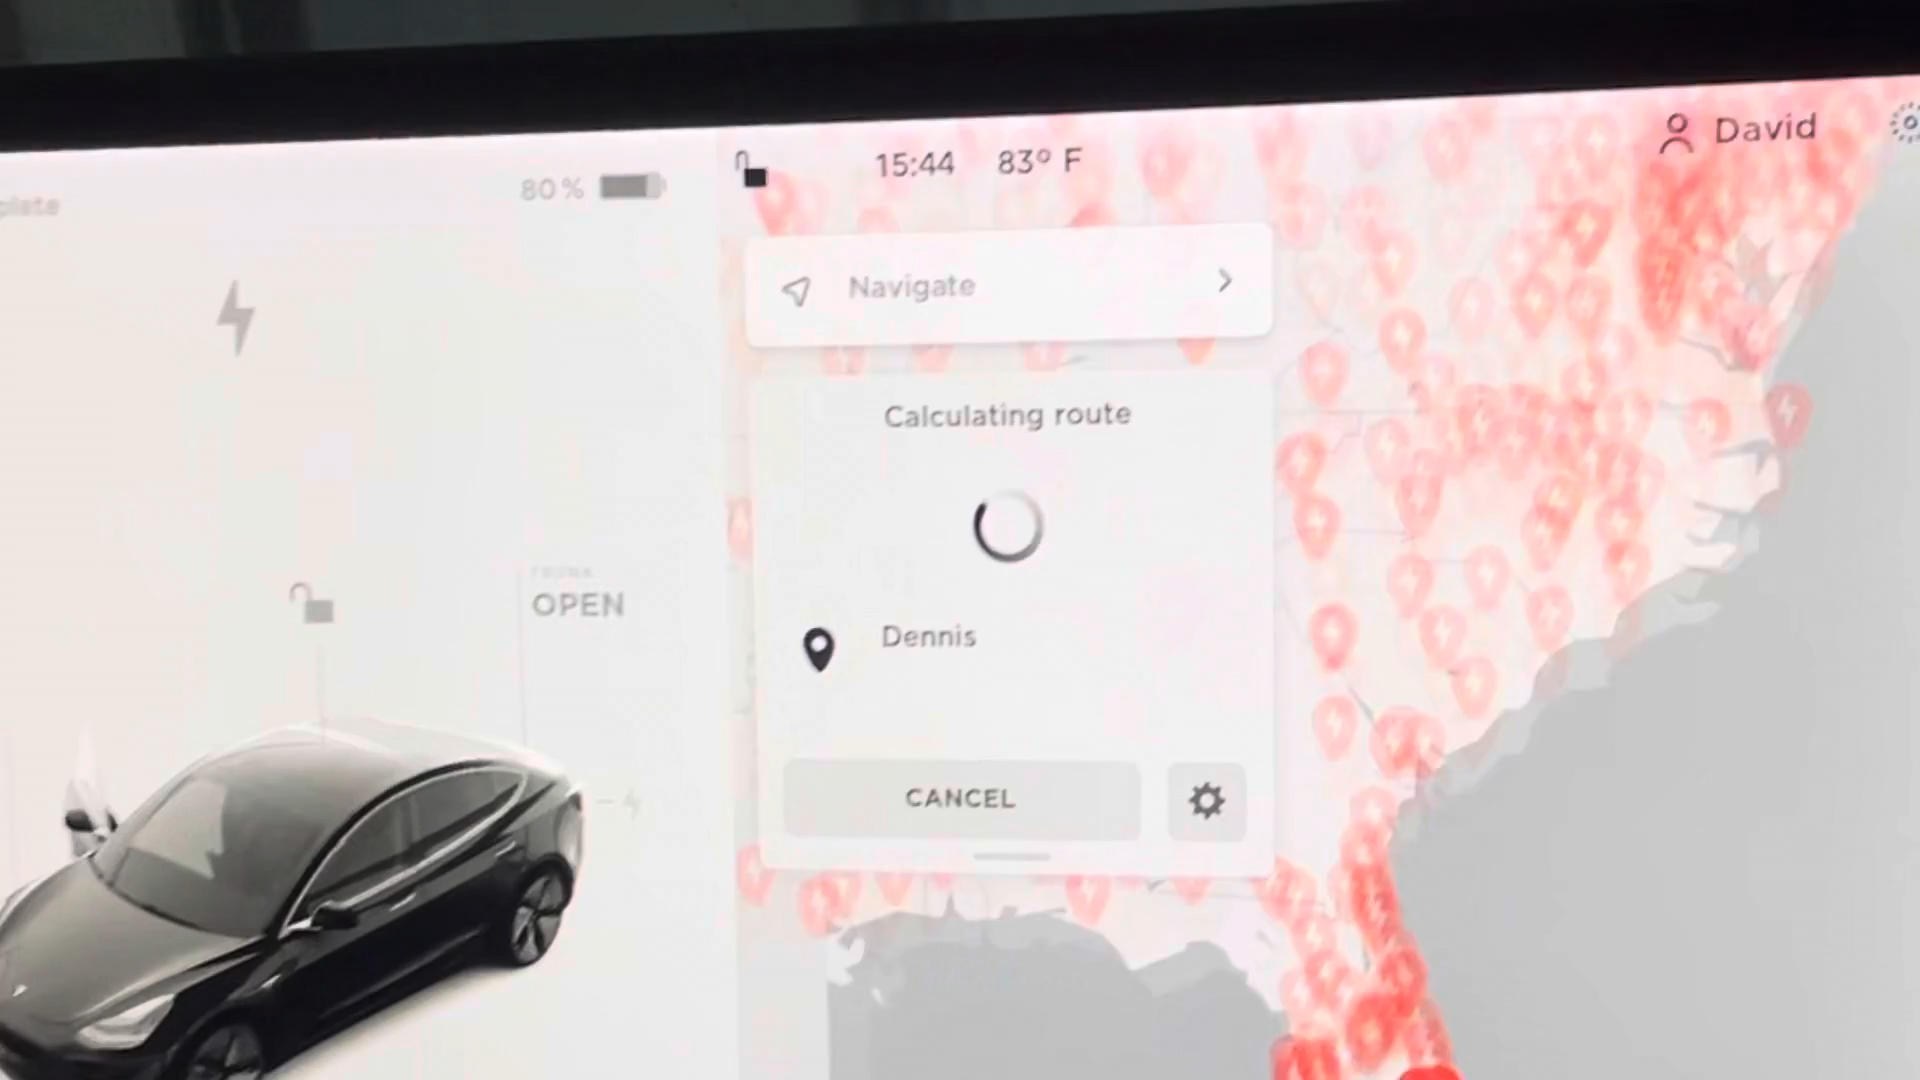 80%
15:44 83° F
David
Navigate
Calculating route
OPEN
Dennis
CANCEL